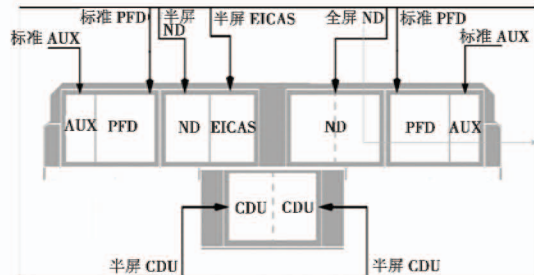 标准 PFD 半屏 ND 半屏 EICAS 全屏 ND 标准 PFD
标准 AUX 标准 AUX
AUX PFD ND EICAS ND PFD AUX
CDU CDU
半屏 CDU 半屏 CDU